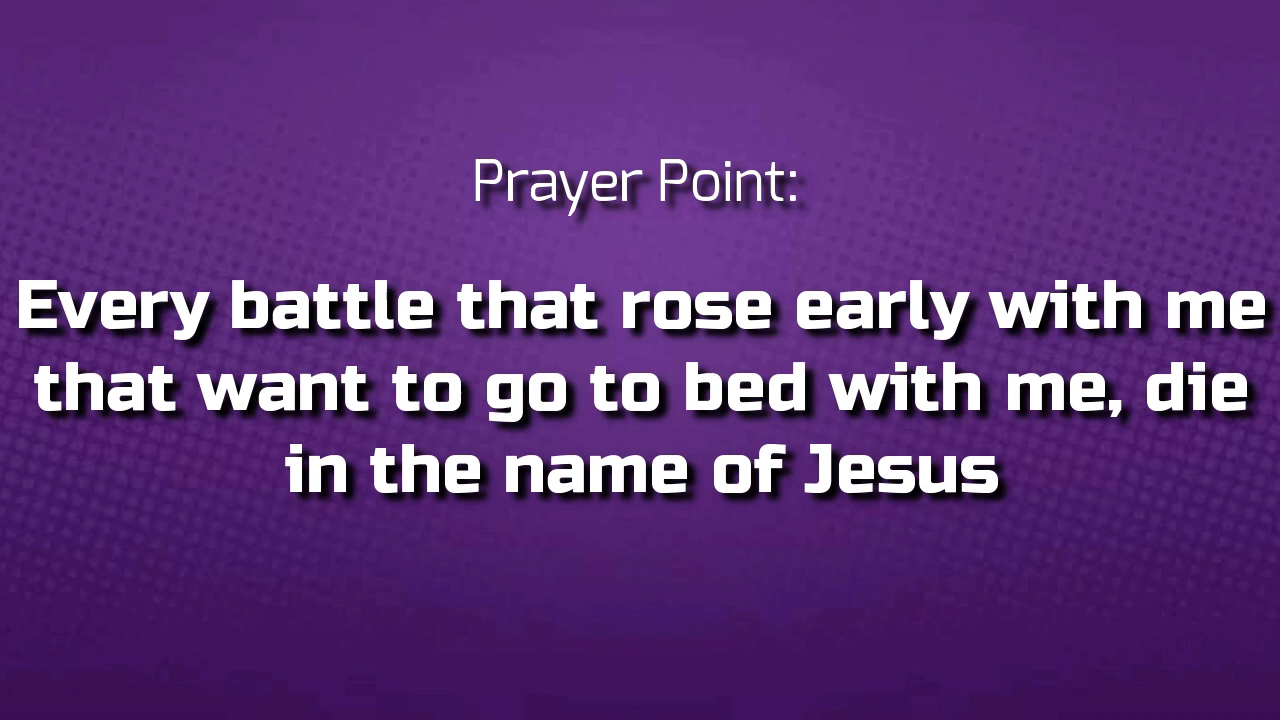 Prayer Point:
Every battle that rose early with me
that want to go to bed with me, die
in the name of Jesus